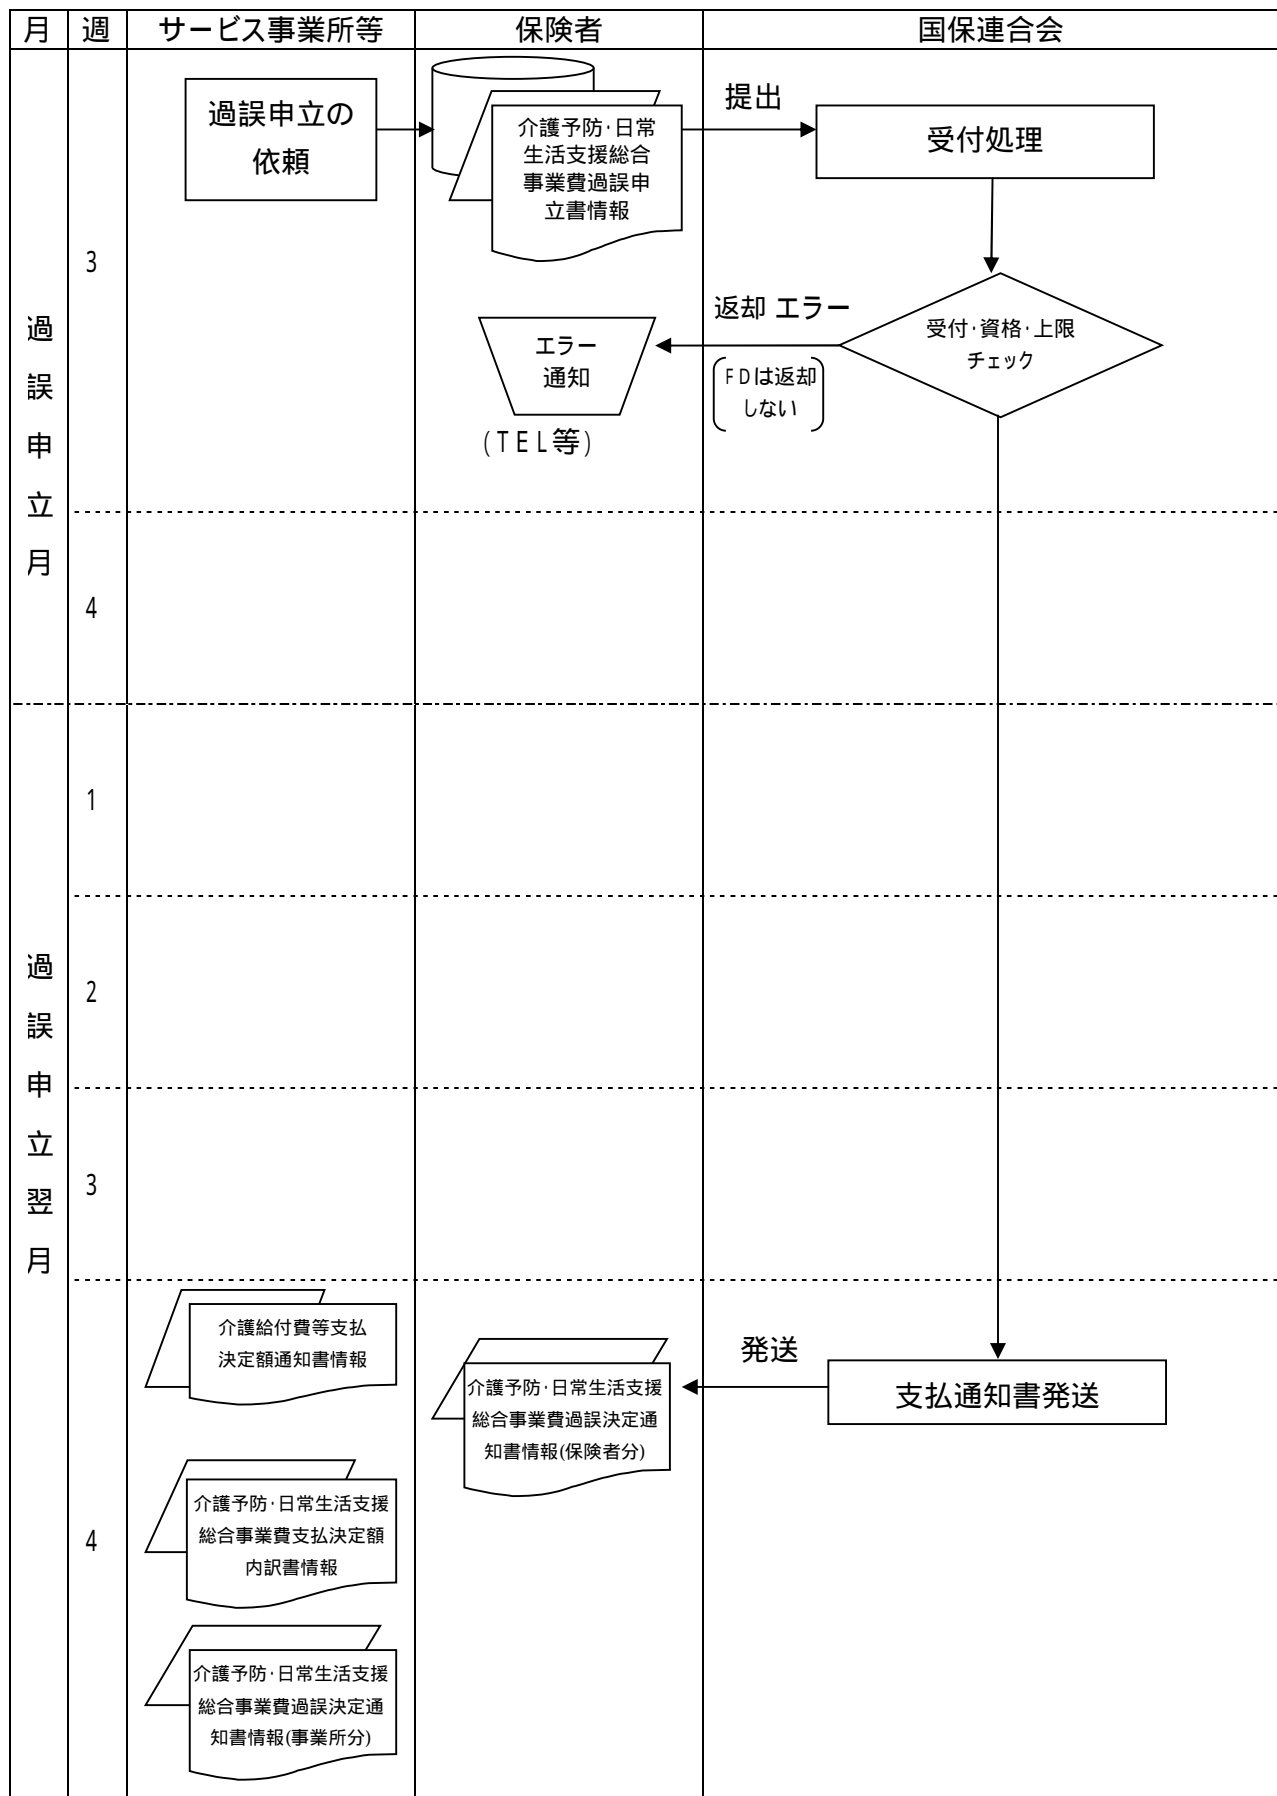 月 週 サービス事業所等 保険者 国保連合会
過誤申立月
3
過誤申立の
依頼
介護予防･日常
生活支援総合
事業費過誤申
立書情報
提出
受付処理
受付･資格･上限
チェック
返却 エラー
FDは返却
しない
エラー
通知
(TEL等)
4
過誤申立翌月
1
2
3
4
介護給付費等支払
決定額通知書情報
介護予防･日常生活支援
総合事業費支払決定額
内訳書情報
介護予防･日常生活支援
総合事業費過誤決定通
知書情報(事業所分)
介護予防･日常生活支援
総合事業費過誤決定通
知書情報(保険者分)
発送
支払通知書発送